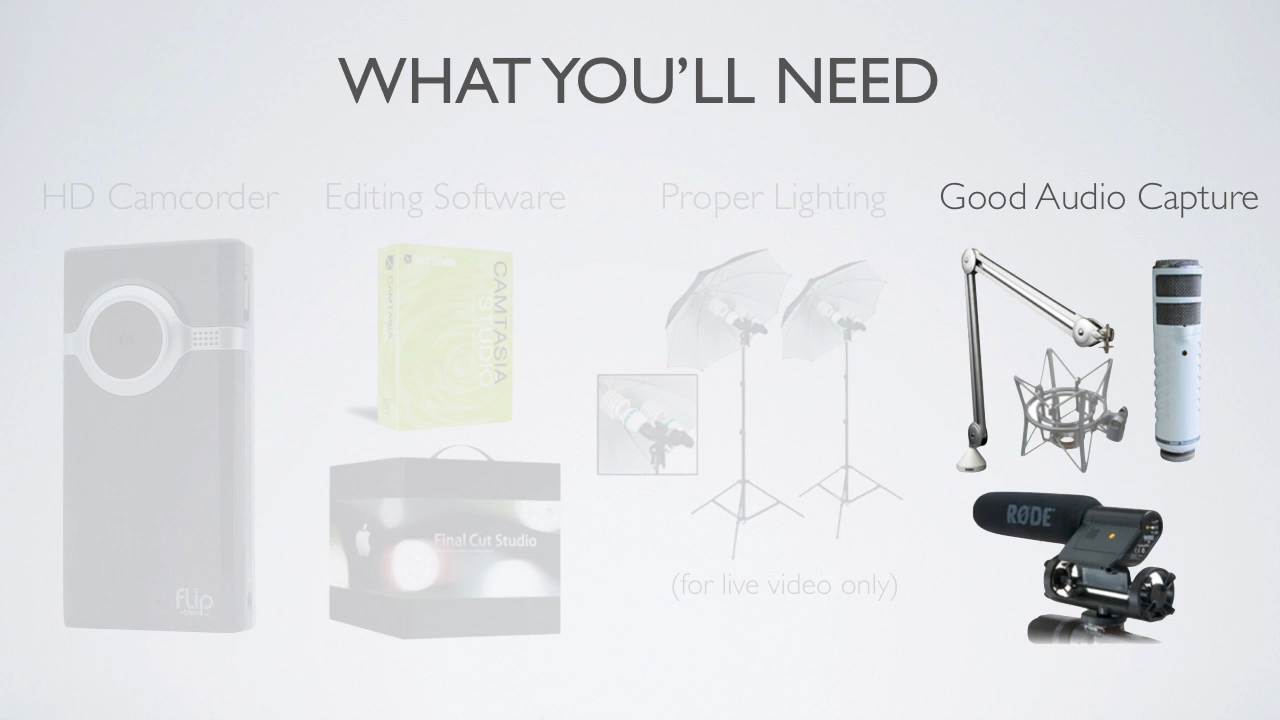 WHAT YOU'LL NEED
HD Camcorder
Editing Software
Proper Lighting
Good Audio Capture
CAMTASIA
STUDIO
CAMTASIA
Final Cut Studio
flip
(for live video only)
RØDE